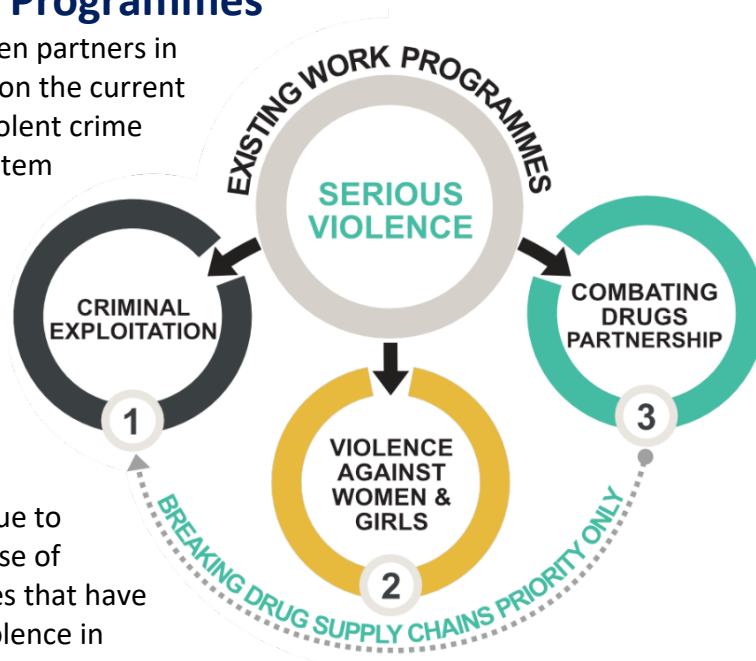 Programmes
en partners in
on the current
olent crime
tem
ue to
se of
es that have
olence in
EXISTING WORK PROGRAMMES
SERIOUS
VIOLENCE
CRIMINAL
EXPLOITATION
1
VIOLENCE
AGAINST
WOMEN &
GIRLS
2
COMBATING
DRUGS
PARTNERSHIP
3
BREAKING DRUG SUPPLY CHAINS PRIORITY ONLY